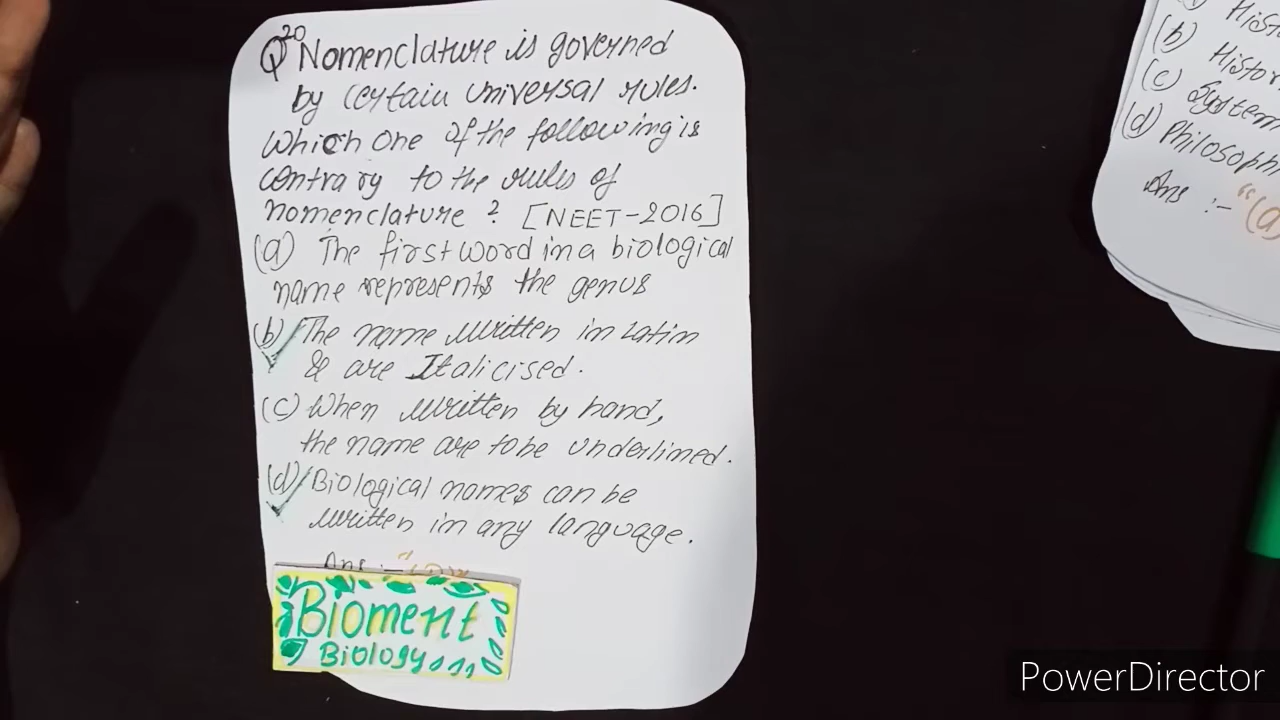 Q20 Nomenclature is governed
by certain universal rules.
Which one of the following is
contrary to the rules of
nomenclature ? [NEET-2016]
(a) The first word in a biological
name represents the genus
(b) The name written in Latin
& are Italicised.
(c) When written by hand,
the name are to be underlined.
(d) Biological names can be
written in any language.
Ans :-
Bioment
Biology
(b) Histor
(c) System
(d) Philosoph
Ans :- "(a)
PowerDirector